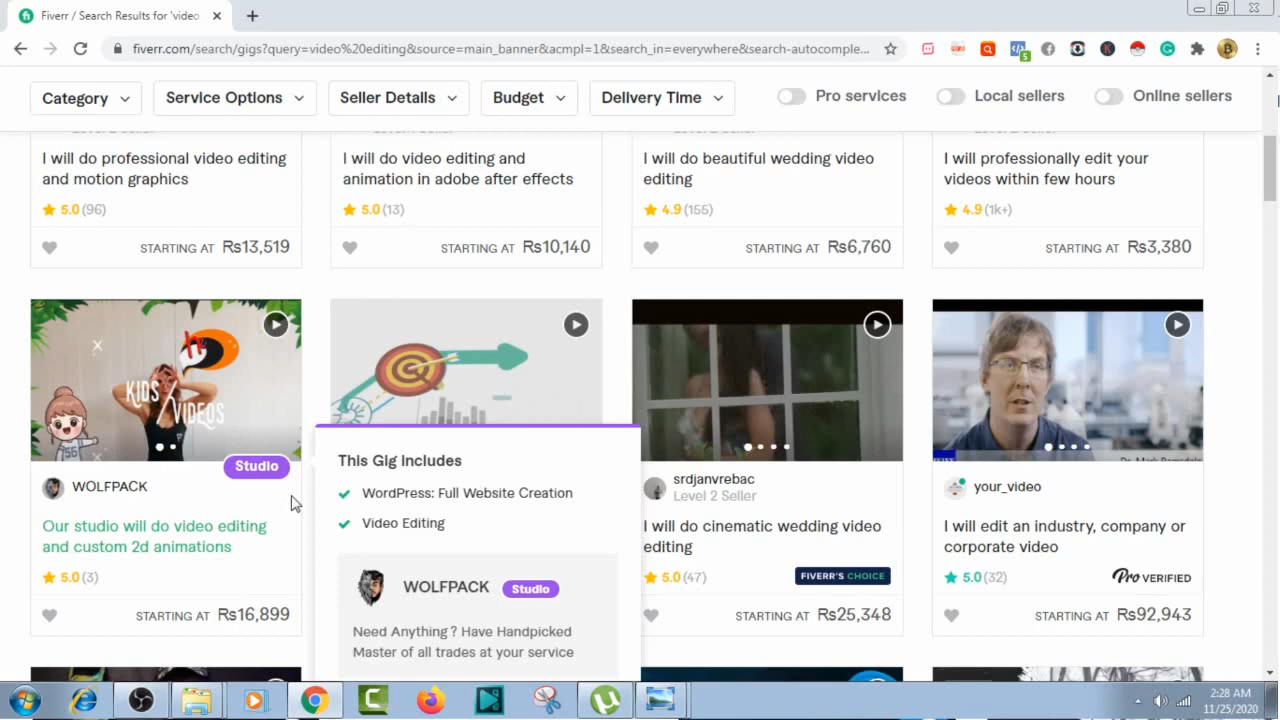 Fiverr / Search Results for 'video
fiverr.com/search/gigs?query=video%20editing&source=main_banner&acmpl=1&search_in=everywhere&search-autocomple...
5
Category
Service Options
Seller Details
Budget
Delivery Time
Pro services
Local sellers
Online sellers
I will do professional video editing
and motion graphics
5.0 (96)
STARTING AT Rs13,519
I will do video editing and
animation in adobe after effects
5.0 (13)
STARTING AT Rs10,140
I will do beautiful wedding video
editing
4.9 (155)
STARTING AT Rs6,760
I will professionally edit your
videos within few hours
4.9 (1k+)
STARTING AT Rs3,380
KIDS
VIDEOS
Studio
WOLFPACK
Our studio will do video editing
and custom 2d animations
5.0 (3)
STARTING AT Rs16,899
This Gig Includes
WordPress: Full Website Creation
Video Editing
WOLFPACK Studio
Need Anything ? Have Handpicked
Master of all trades at your service
srdjanvrebac
Level 2 Seller
I will do cinematic wedding video
editing
5.0 (47)
FIVERR'S CHOICE
STARTING AT Rs25,348
your_video
I will edit an industry, company or
corporate video
5.0 (32)
Pro VERIFIED
STARTING AT Rs92,943
2:28 AM
11/25/2020